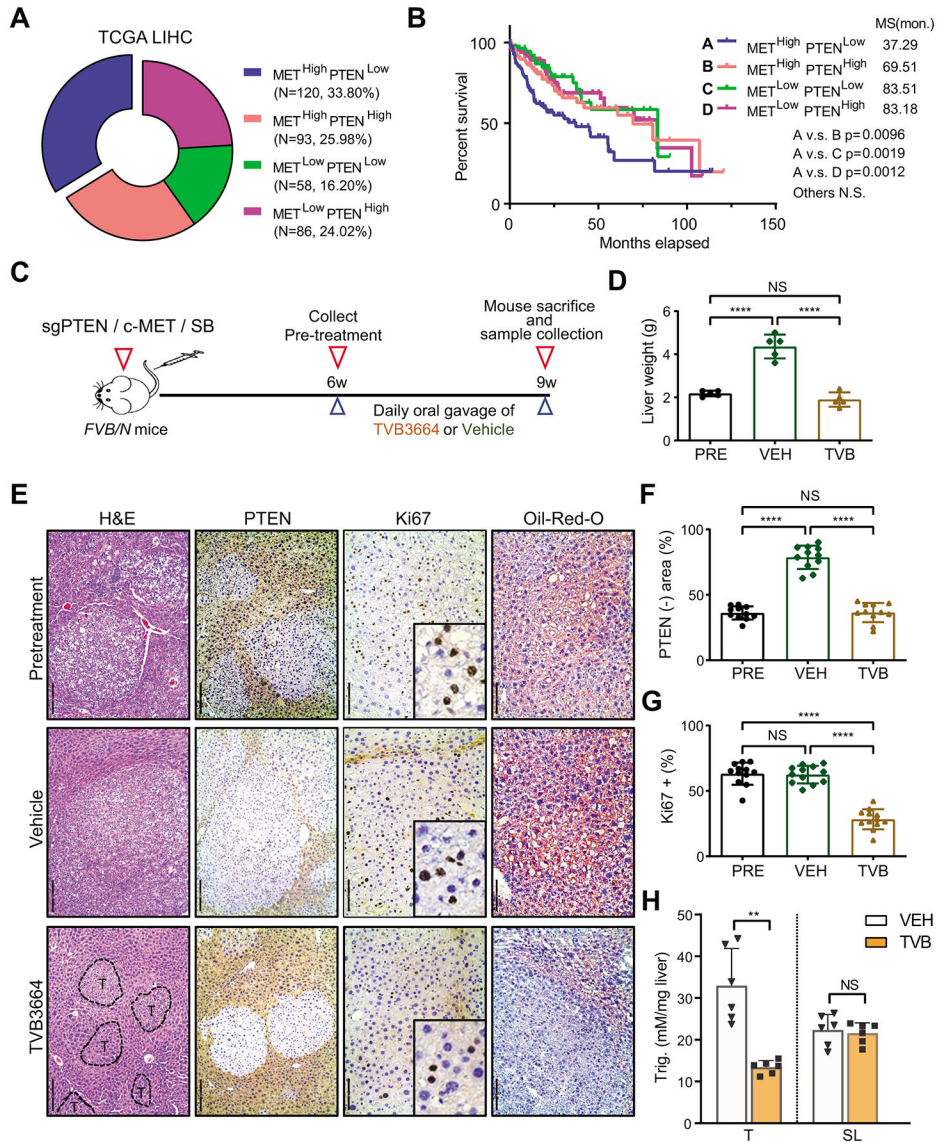 A
TCGA LIHC
MET^High PTEN^Low
(N=120, 33.80%)
MET^High PTEN^High
(N=93, 25.98%)
MET^Low PTEN^Low
(N=58, 16.20%)
MET^Low PTEN^High
(N=86, 24.02%)
B
Percent survival
100
50
0
0
50
100
150
Months elapsed
MS(mon.)
A MET^High PTEN^Low 37.29
B MET^High PTEN^High 69.51
C MET^Low PTEN^Low 83.51
D MET^Low PTEN^High 83.18
A v.s. B p=0.0096
A v.s. C p=0.0019
A v.s. D p=0.0012
Others N.S.
C
sgPTEN / c-MET / SB
FVB/N mice
Collect
Pre-treatment
6w
Mouse sacrifice
and
sample collection
9w
Daily oral gavage of
TVB3664 or Vehicle
D
Liver weight (g)
6
4
2
0
NS
**** ****
PRE VEH TVB
E
H&E PTEN Ki67 Oil-Red-O
Pretreatment
Vehicle
TVB3664
T
T
T
T
T
F
PTEN (-) area (%)
100
50
0
NS
**** ****
PRE VEH TVB
G
Ki67 + (%)
100
50
0
****
NS ****
PRE VEH TVB
H
Trig. (mM/mg liver)
50
40
30
20
10
0
**
NS
VEH
TVB
T SL